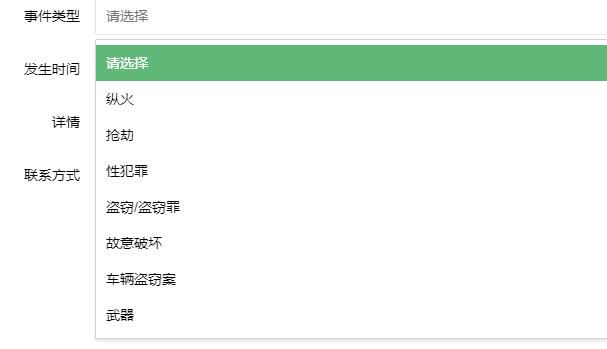 事件类型 请选择
请选择
发生时间
纵火
详情
抢劫
联系方式
性犯罪
盗窃/盗窃罪
故意破坏
车辆盗窃案
武器